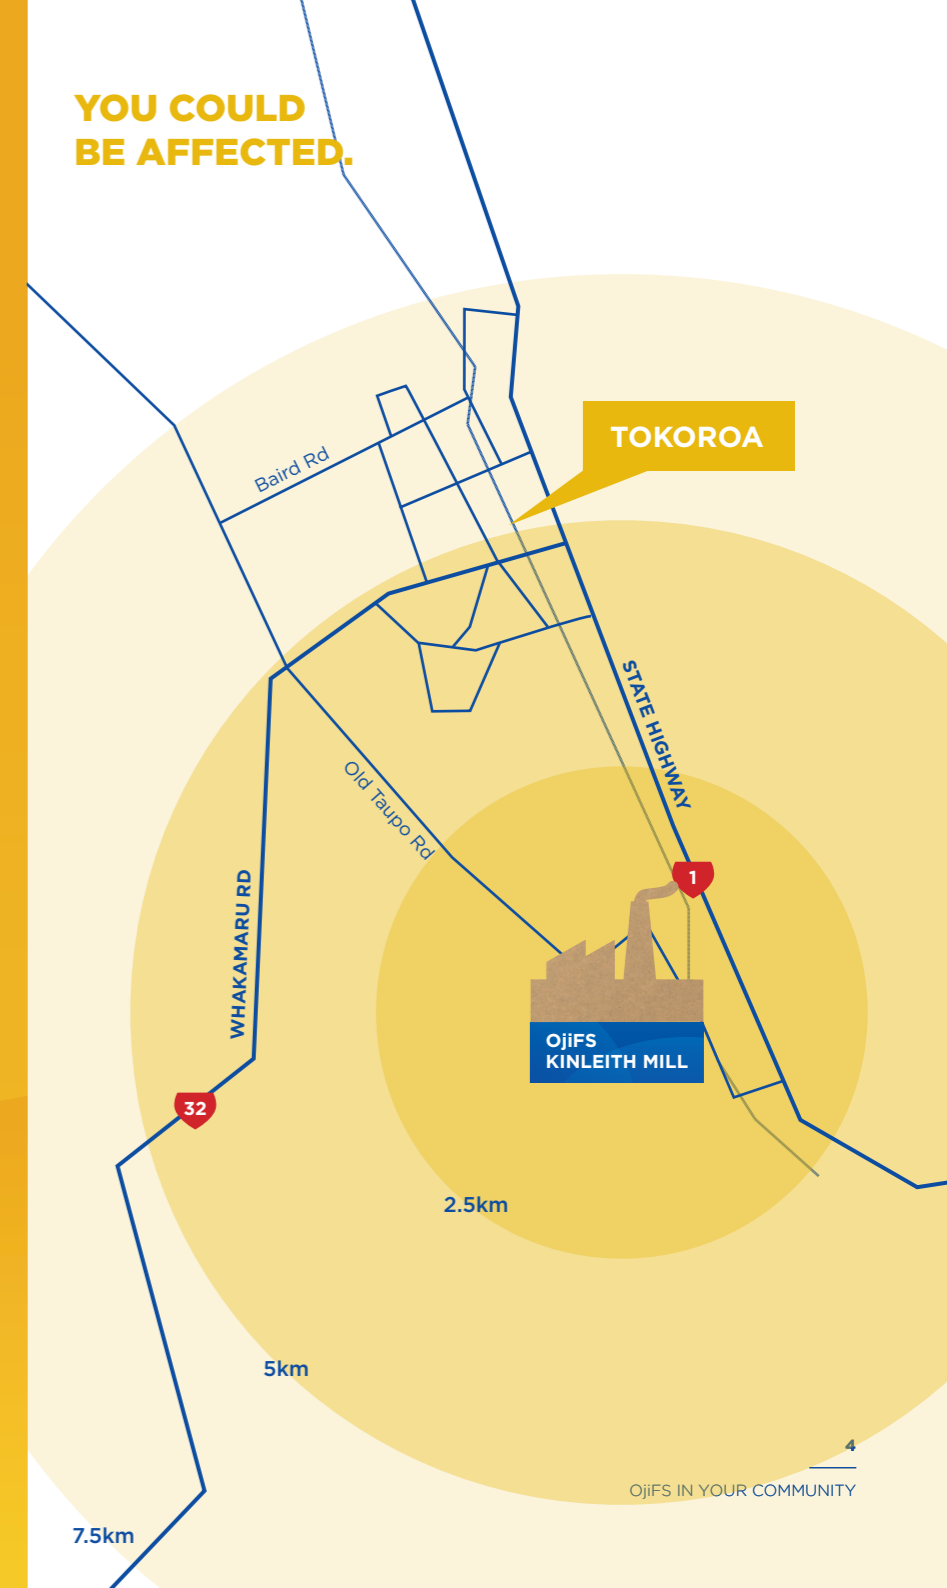 YOU COULD
BE AFFECTED.
TOKOROA
Baird Rd
STATE HIGHWAY
Old Taupo Rd
WHAKAMARU RD
1
OjiFS
KINLEITH MILL
32
2.5km
5km
4
OjiFS IN YOUR COMMUNITY
7.5km